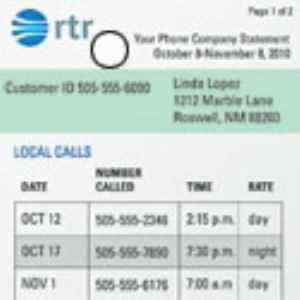 Page 1 of 2
rtr
Your Phone Company Statement
October 8-November 8, 2010
Customer ID 505-555-6090
Linda Lopez
1212 Marble Lane
Roswell, NM 88203
LOCAL CALLS
DATE NUMBER CALLED TIME RATE
OCT 12 505-555-2346 2:15 p.m. day
OCT 17 505-555-7890 7:30 p.m. night
NOV 1 505-555-6176 7:00 a.m day